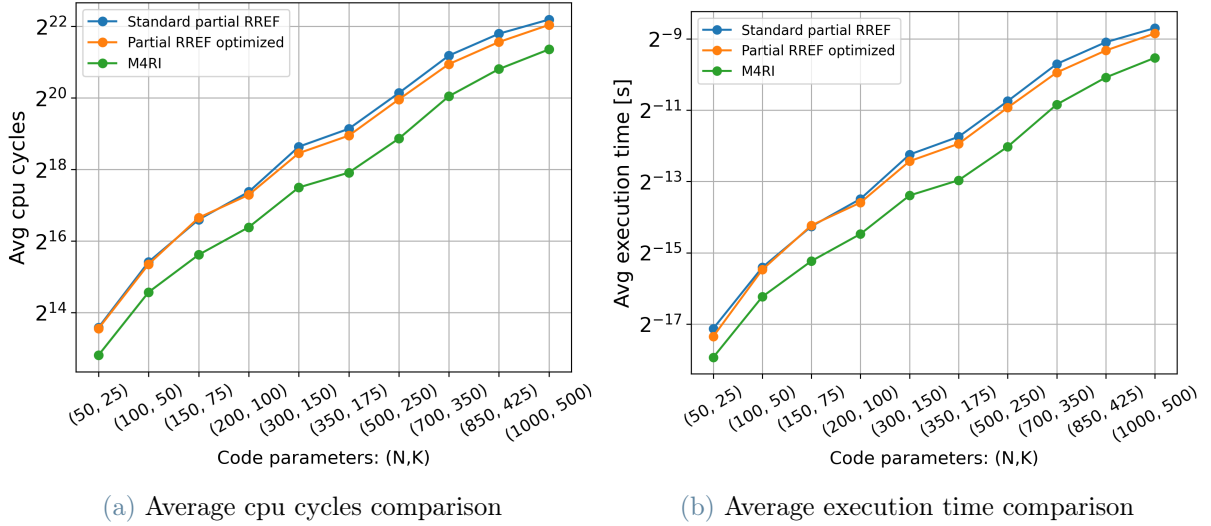 Standard partial RREF
Partial RREF optimized
M4RI
Avg cpu cycles
2^22
2^20
2^18
2^16
2^14
(50, 25)
(100, 50)
(150, 75)
(200, 100)
(300, 150)
(350, 175)
(500, 250)
(700, 350)
(850, 425)
(1000, 500)
Code parameters: (N,K)
(a) Average cpu cycles comparison
Standard partial RREF
Partial RREF optimized
M4RI
Avg execution time [s]
2^−9
2^−11
2^−13
2^−15
2^−17
(50, 25)
(100, 50)
(150, 75)
(200, 100)
(300, 150)
(350, 175)
(500, 250)
(700, 350)
(850, 425)
(1000, 500)
Code parameters: (N,K)
(b) Average execution time comparison